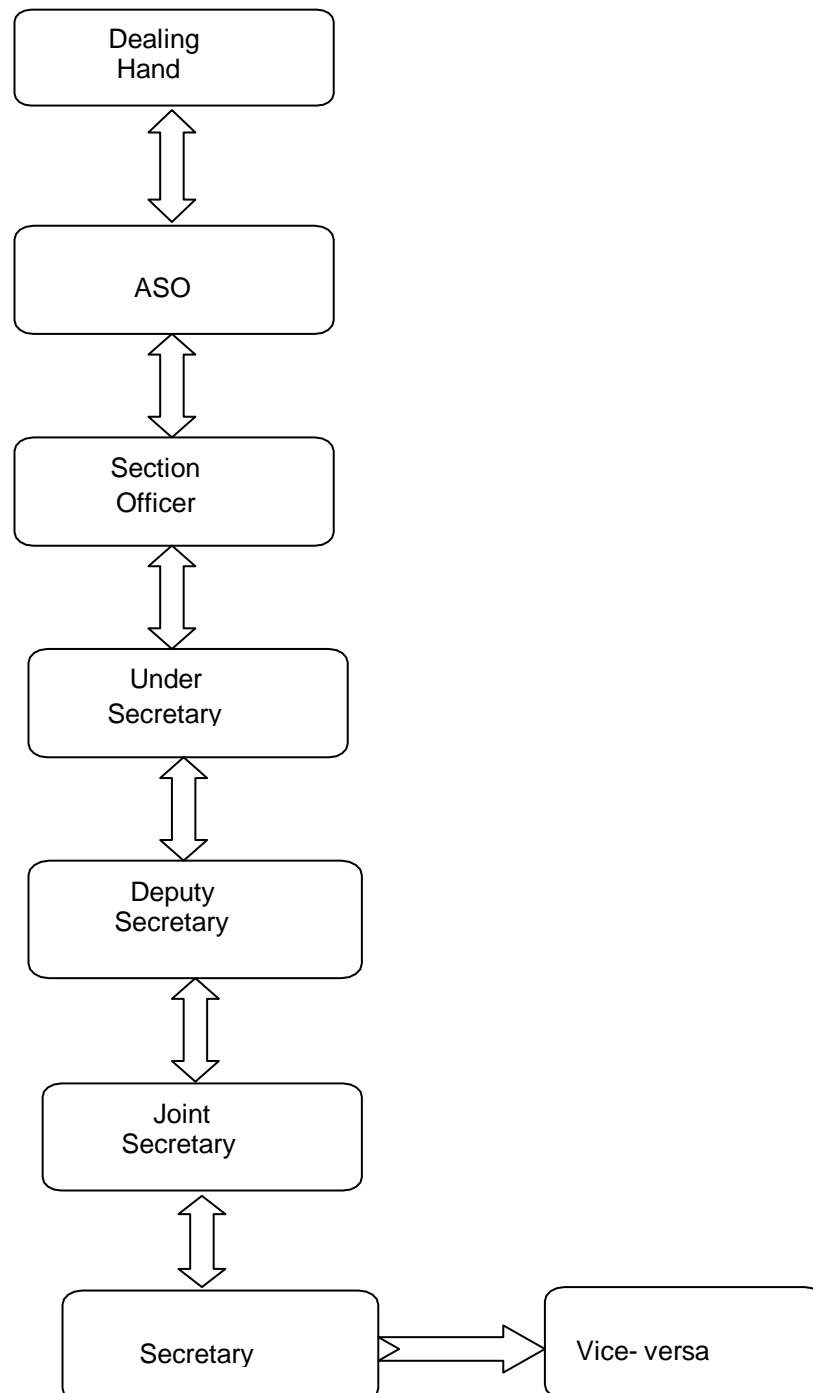 Dealing
Hand
ASO
Section
Officer
Under
Secretary
Deputy
Secretary
Joint
Secretary
Secretary
Vice- versa